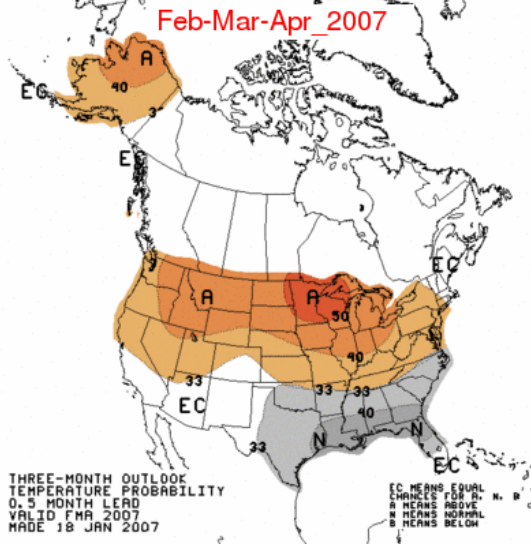 Feb-Mar-Apr_2007
A
EC
40
33
EC
EC
A
A
50
40
33
33
33
EC
40
33
N
N
EC
THREE-MONTH OUTLOOK
TEMPERATURE PROBABILITY
0.5 MONTH LEAD
VALID FMA 2007
MADE 18 JAN 2007
EC MEANS EQUAL
CHANCES FOR A, N, B
A MEANS ABOVE
N MEANS NORMAL
B MEANS BELOW